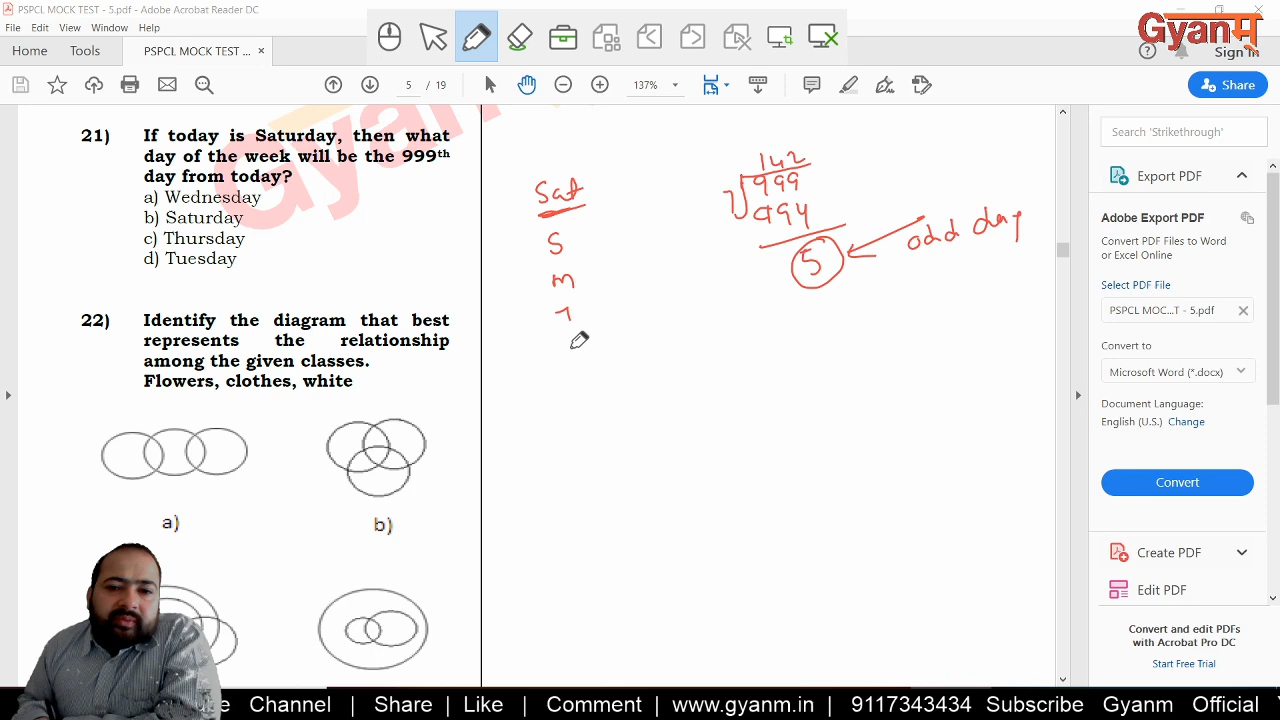 PSPCL MOCK TEST - 5.pdf - Adobe Acrobat Reader DC
Gyanम्
File Edit View Window Help
Home Tools PSPCL MOCK TEST ... ×
Sign In
5 / 19
137%
Share
Gyanm
21) If today is Saturday, then what
day of the week will be the 999th
day from today?
a) Wednesday
b) Saturday
c) Thursday
d) Tuesday
22) Identify the diagram that best
represents the relationship
among the given classes.
Flowers, clothes, white
a)
b)
Sat
S
m
T
142
7 999
994
5
odd day
Search 'Strikethrough'
Export PDF
Adobe Export PDF
Convert PDF Files to Word
or Excel Online
Select PDF File
PSPCL MOC...T - 5.pdf
Convert to
Microsoft Word (*.docx)
Document Language:
English (U.S.) Change
Convert
Create PDF
Edit PDF
Convert and edit PDFs
with Acrobat Pro DC
Start Free Trial
Channel | Share | Like | Comment | www.gyanm.in | 9117343434 Subscribe Gyanm Official